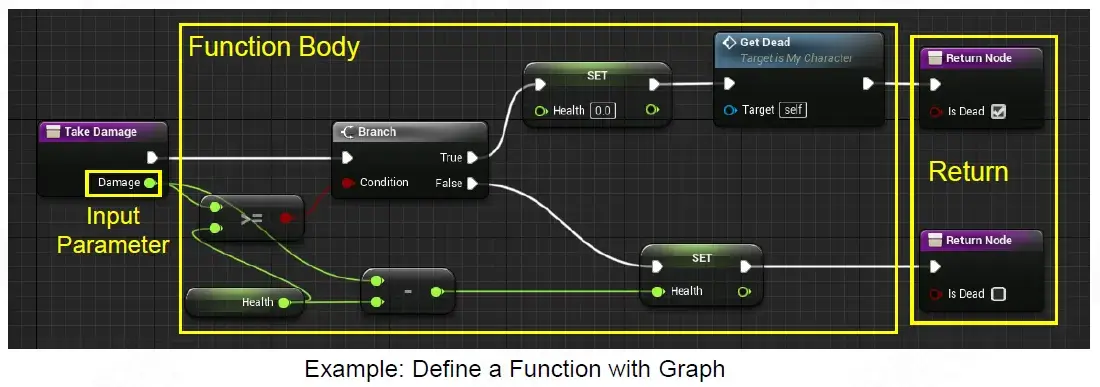 Function Body
Get Dead
Target is My Character
Return Node
SET
Health 0.0
Target self
Is Dead
Take Damage
Branch
True
Damage
Condition
False
Return
>=
Input
Parameter
SET
Return Node
Health
-
Health
Is Dead
Example: Define a Function with Graph